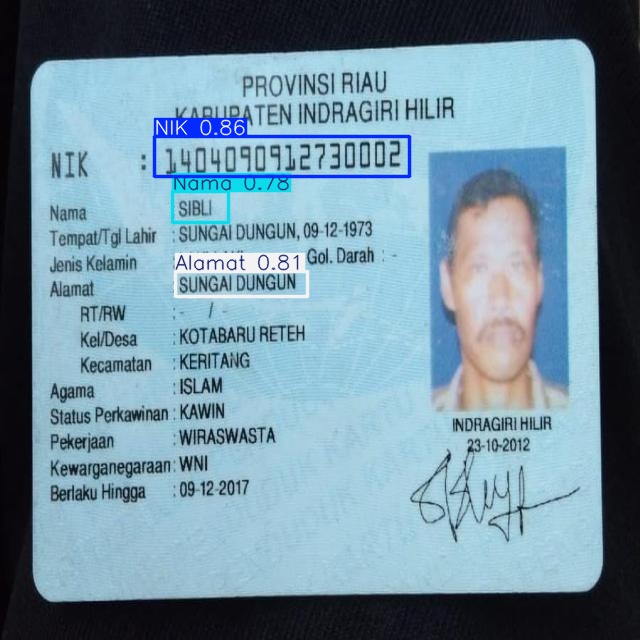 PROVINSI RIAU
KABUPATEN INDRAGIRI HILIR
NIK 0.86
NIK : 1404090912730002
Nama 0.78
Nama : SIBLI
Tempat/Tgl Lahir : SUNGAI DUNGUN, 09-12-1973
Jenis Kelamin Gol. Darah : -
Alamat 0.81
Alamat SUNGAI DUNGUN
RT/RW : - / -
Kel/Desa : KOTABARU RETEH
Kecamatan : KERITANG
Agama : ISLAM
Status Perkawinan : KAWIN
Pekerjaan : WIRASWASTA
Kewarganegaraan : WNI
Berlaku Hingga : 09-12-2017
INDRAGIRI HILIR
23-10-2012